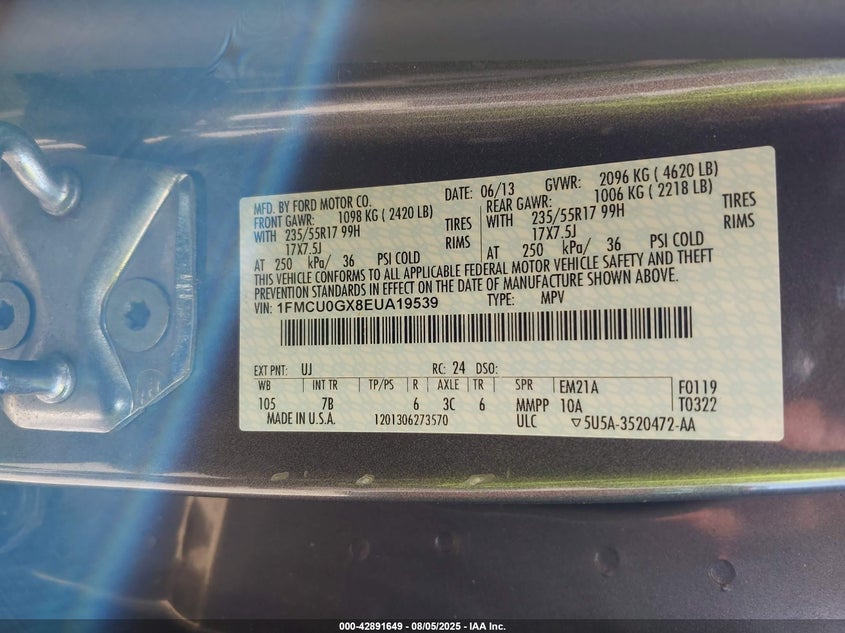 MFD. BY FORD MOTOR CO.
DATE: 06/13 GVWR: 2096 KG ( 4620 LB)
FRONT GAWR: 1098 KG ( 2420 LB)
WITH 235/55R17 99H TIRES
17X7.5J RIMS
AT 250 kPa/ 36 PSI COLD
REAR GAWR: 1006 KG ( 2218 LB)
WITH 235/55R17 99H TIRES
17X7.5J RIMS
AT 250 kPa/ 36 PSI COLD
THIS VEHICLE CONFORMS TO ALL APPLICABLE FEDERAL MOTOR VEHICLE SAFETY AND THEFT
PREVENTION STANDARDS IN EFFECT ON THE DATE OF MANUFACTURE SHOWN ABOVE.
VIN: 1FMCU0GX8EUA19539 TYPE: MPV
EXT PNT: UJ RC: 24 DSO:
WB INT TR TP/PS R AXLE TR SPR EM21A F0119
105 7B 6 3C 6 MMPP 10A T0322
MADE IN U.S.A. 1201306273570 ULC ▽5U5A-3520472-AA
000-42891649 - 08/05/2025 - IAA Inc.